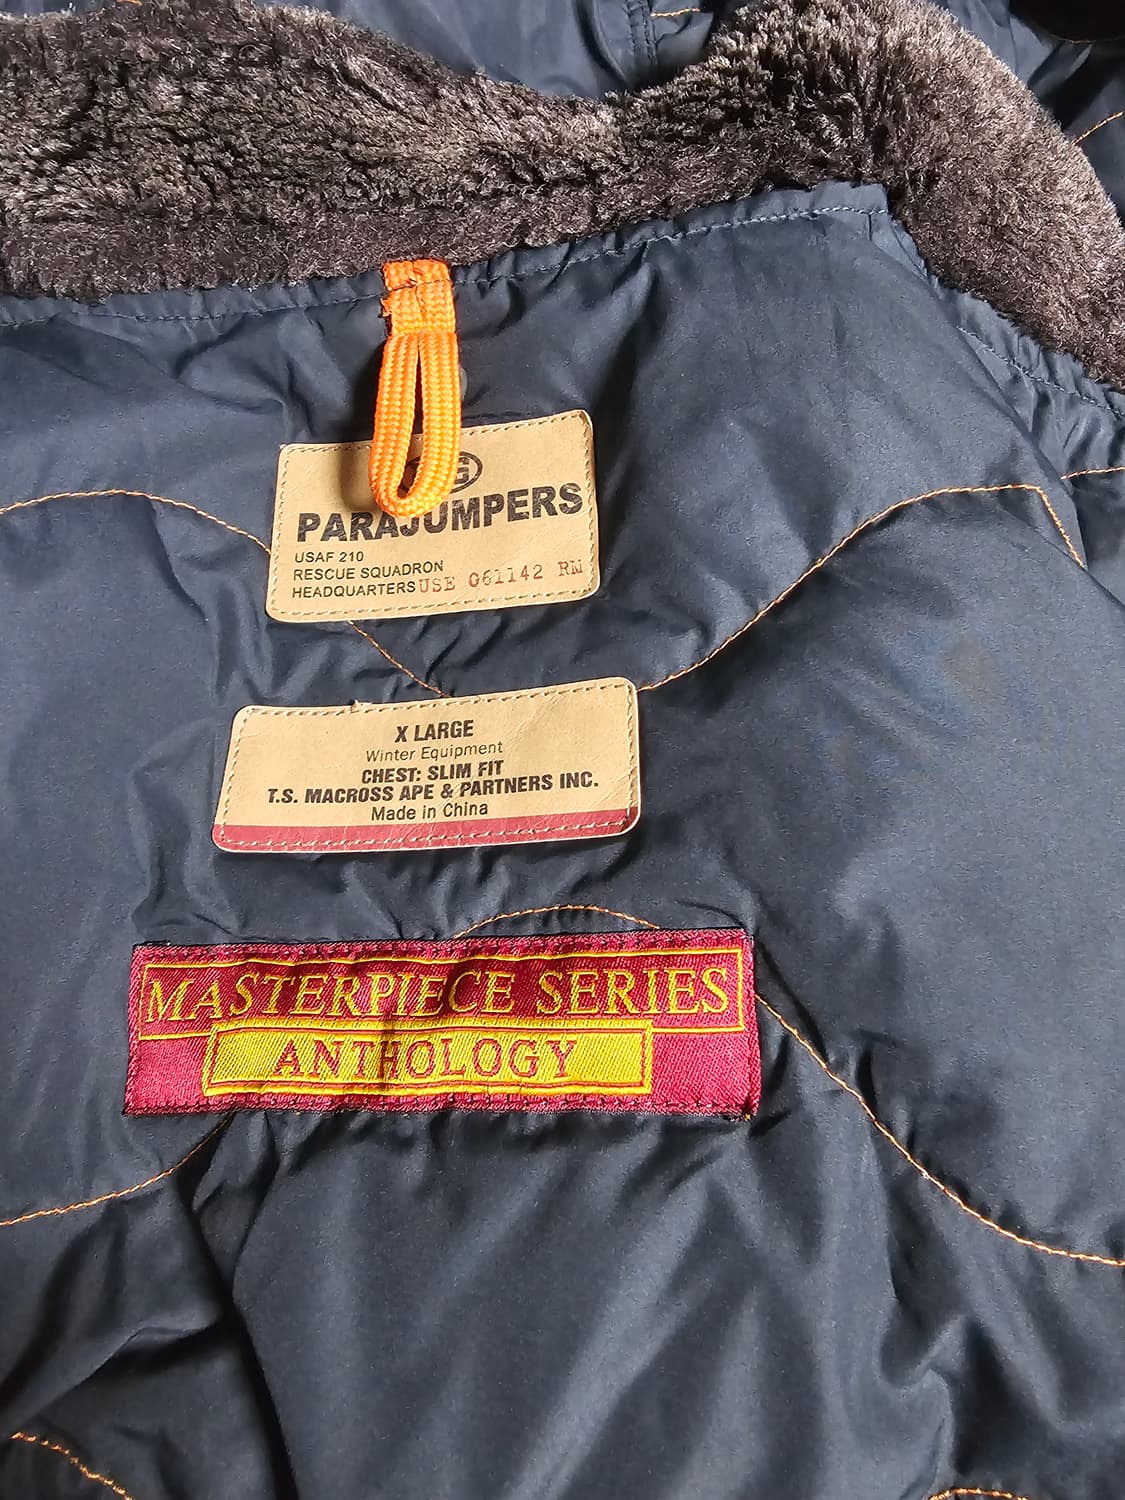 PARAJUMPERS
USAF 210
RESCUE SQUADRON
HEADQUARTERS USE 061142 RM
X LARGE
Winter Equipment
CHEST: SLIM FIT
T.S. MACROSS APE & PARTNERS INC.
Made in China
MASTERPIECE SERIES
ANTHOLOGY